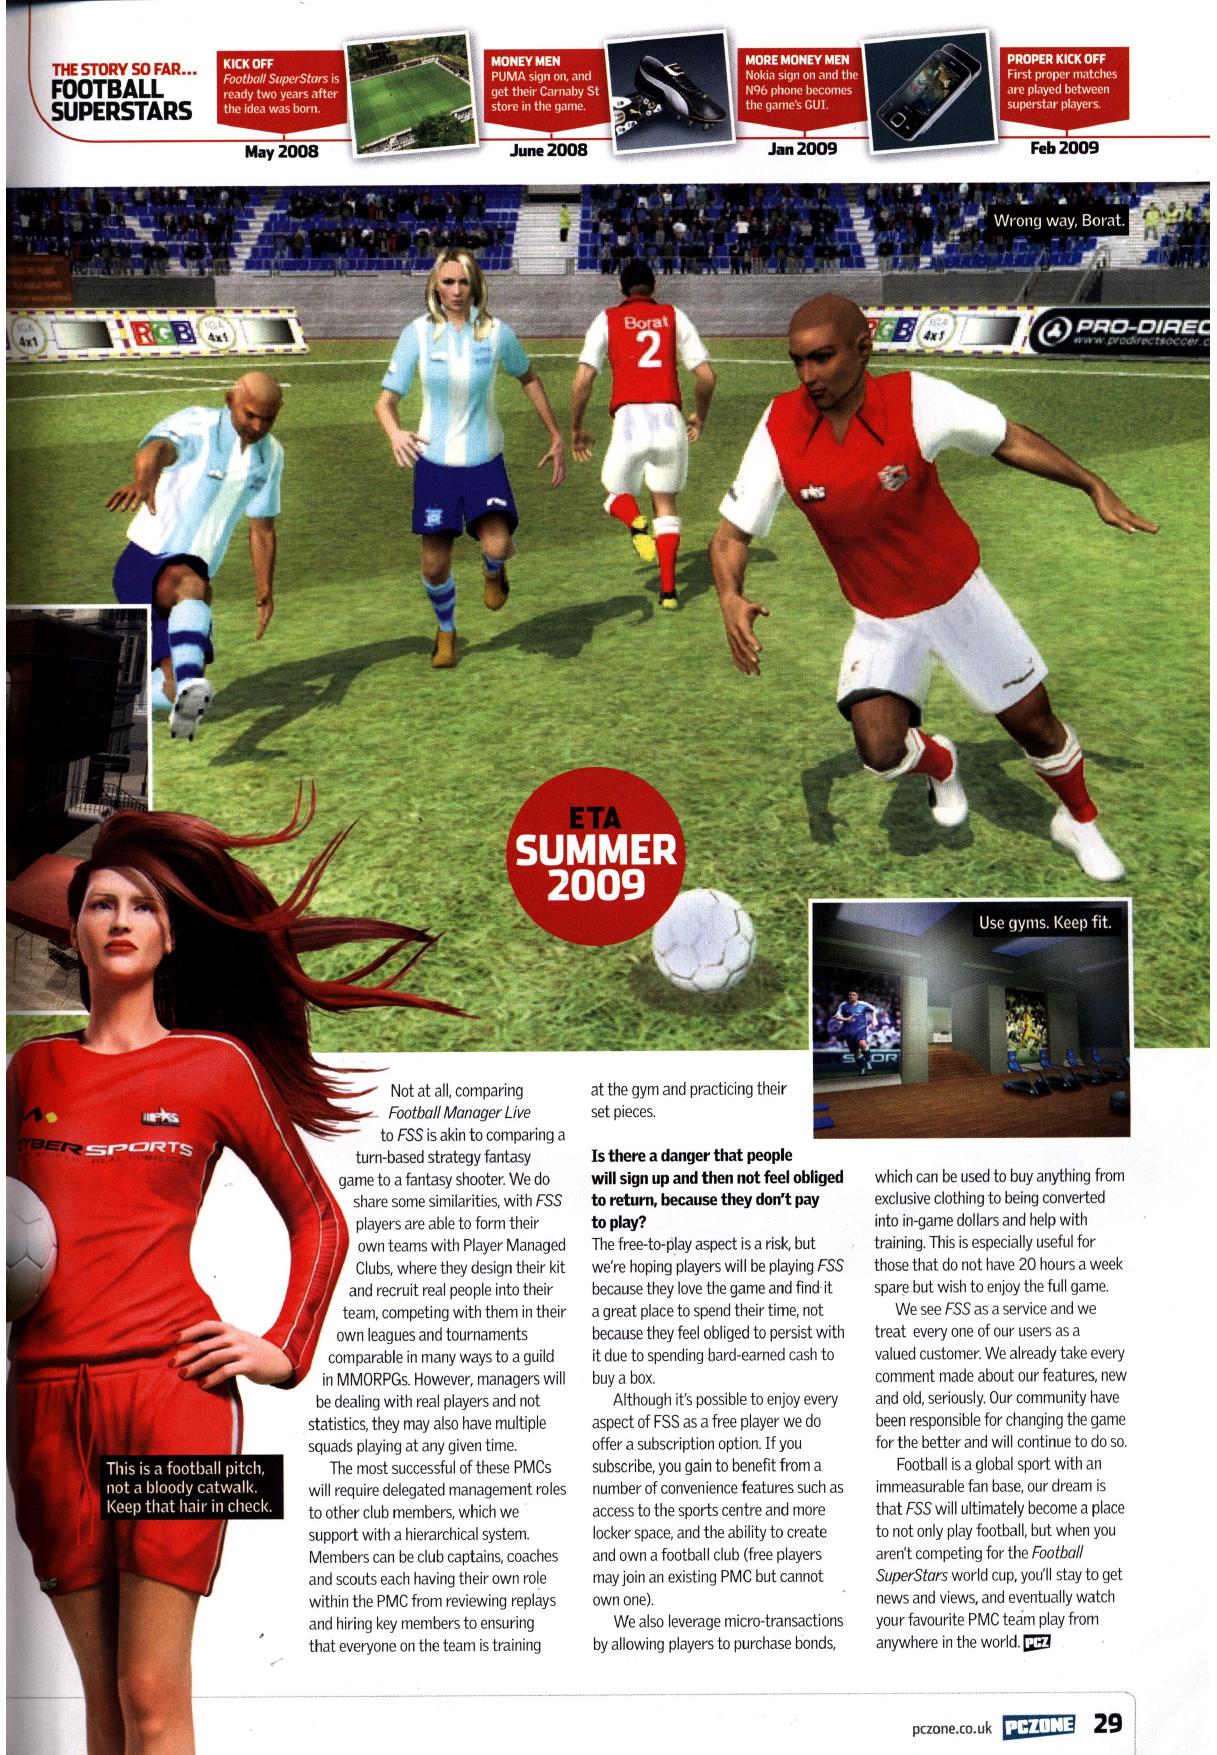 THE STORY SO FAR...
FOOTBALL
SUPERSTARS
KICK OFF
Football SuperStars is
ready two years after
the idea was born.
May 2008
MONEY MEN
PUMA sign on, and
get their Carnaby St
store in the game.
June 2008
MORE MONEY MEN
Nokia sign on and the
N96 phone becomes
the game's GUI.
Jan 2009
PROPER KICK OFF
First proper matches
are played between
superstar players.
Feb 2009
Wrong way, Borat.
IGA
4x1
RGB
IGA
4x1
Borat
2
RGB
IGA
4x1
PRO-DIREC
www.prodirectsoccer.c
ETA
SUMMER
2009
Use gyms. Keep fit.
YBERSPORTS
This is a football pitch,
not a bloody catwalk.
Keep that hair in check.
Not at all, comparing
Football Manager Live
to FSS is akin to comparing a
turn-based strategy fantasy
game to a fantasy shooter. We do
share some similarities, with FSS
players are able to form their
own teams with Player Managed
Clubs, where they design their kit
and recruit real people into their
team, competing with them in their
own leagues and tournaments
comparable in many ways to a guild
in MMORPGs. However, managers will
be dealing with real players and not
statistics, they may also have multiple
squads playing at any given time.
The most successful of these PMCs
will require delegated management roles
to other club members, which we
support with a hierarchical system.
Members can be club captains, coaches
and scouts each having their own role
within the PMC from reviewing replays
and hiring key members to ensuring
that everyone on the team is training
at the gym and practicing their
set pieces.
Is there a danger that people
will sign up and then not feel obliged
to return, because they don't pay
to play?
The free-to-play aspect is a risk, but
we're hoping players will be playing FSS
because they love the game and find it
a great place to spend their time, not
because they feel obliged to persist with
it due to spending hard-earned cash to
buy a box.
Although it's possible to enjoy every
aspect of FSS as a free player we do
offer a subscription option. If you
subscribe, you gain to benefit from a
number of convenience features such as
access to the sports centre and more
locker space, and the ability to create
and own a football club (free players
may join an existing PMC but cannot
own one).
We also leverage micro-transactions
by allowing players to purchase bonds,
which can be used to buy anything from
exclusive clothing to being converted
into in-game dollars and help with
training. This is especially useful for
those that do not have 20 hours a week
spare but wish to enjoy the full game.
We see FSS as a service and we
treat every one of our users as a
valued customer. We already take every
comment made about our features, new
and old, seriously. Our community have
been responsible for changing the game
for the better and will continue to do so.
Football is a global sport with an
immeasurable fan base, our dream is
that FSS will ultimately become a place
to not only play football, but when you
aren't competing for the Football
SuperStars world cup, you'll stay to get
news and views, and eventually watch
your favourite PMC team play from
anywhere in the world. PCZ
pczone.co.uk PCZONE 29